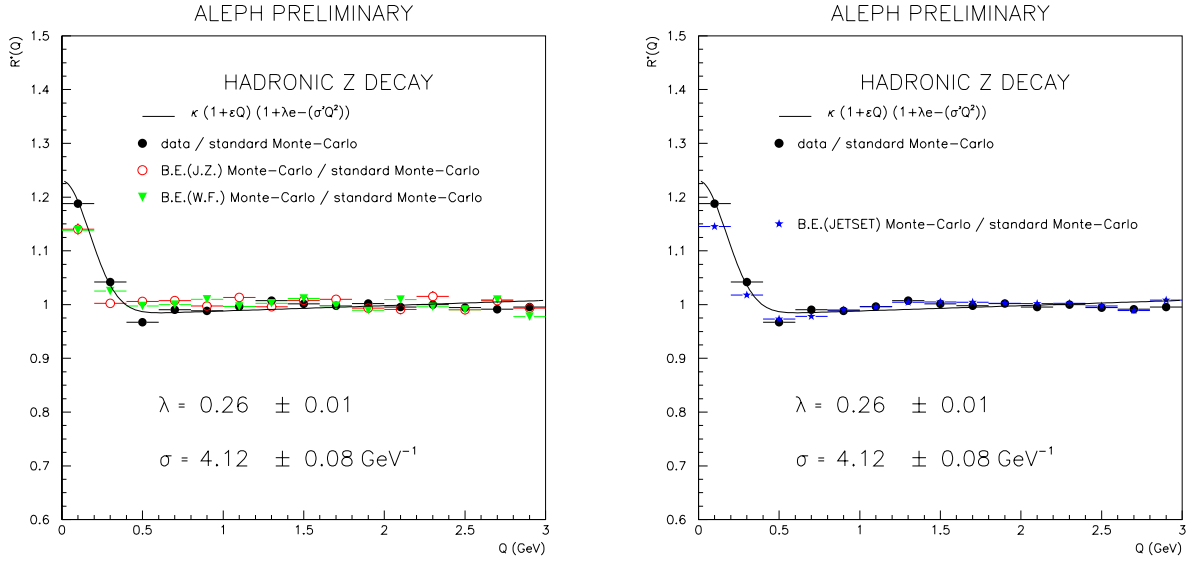 ALEPH PRELIMINARY
1.5
1.4
1.3
1.2
1.1
1
0.9
0.8
0.7
0.6
R*(Q)
HADRONIC Z DECAY
κ (1+εQ) (1+λe−(σ²Q²))
data / standard Monte−Carlo
B.E.(J.Z.) Monte−Carlo / standard Monte−Carlo
B.E.(W.F.) Monte−Carlo / standard Monte−Carlo
λ = 0.26 ± 0.01
σ = 4.12 ± 0.08 GeV⁻¹
0 0.5 1 1.5 2 2.5 3
Q (GeV)
ALEPH PRELIMINARY
1.5
1.4
1.3
1.2
1.1
1
0.9
0.8
0.7
0.6
R*(Q)
HADRONIC Z DECAY
κ (1+εQ) (1+λe−(σ²Q²))
data / standard Monte−Carlo
B.E.(JETSET) Monte−Carlo / standard Monte−Carlo
λ = 0.26 ± 0.01
σ = 4.12 ± 0.08 GeV⁻¹
0 0.5 1 1.5 2 2.5 3
Q (GeV)